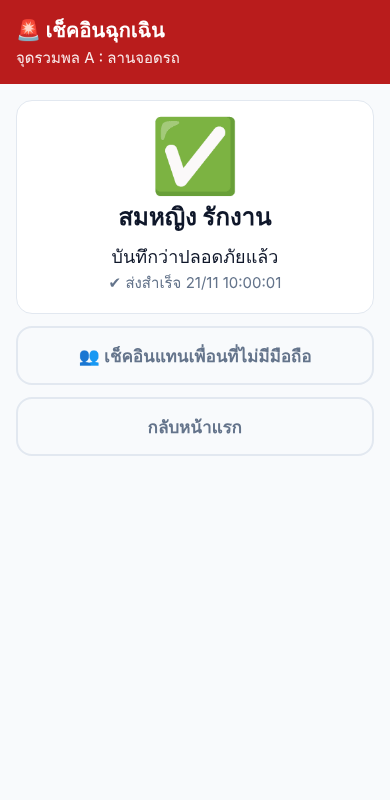 🚨 เช็คอินฉุกเฉิน
จุดรวมพล A : ลานจอดรถ
✅
สมหญิง รักงาน
บันทึกว่าปลอดภัยแล้ว
✔ ส่งสำเร็จ 21/11 10:00:01
👥 เช็คอินแทนเพื่อนที่ไม่มีมือถือ
กลับหน้าแรก